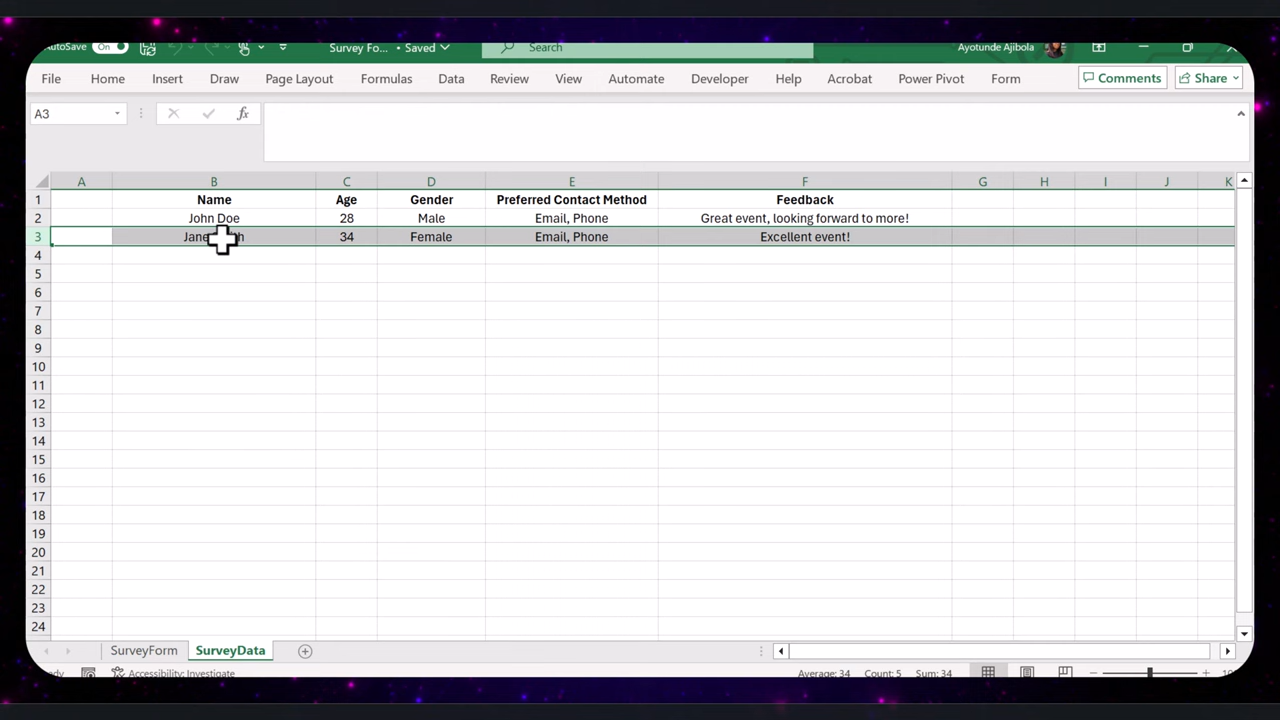 AutoSave On Survey Fo... • Saved Search Ayotunde Ajibola
File Home Insert Draw Page Layout Formulas Data Review View Automate Developer Help Acrobat Power Pivot Form Comments Share
A3 fx
A B C D E F G H I J K
1 Name Age Gender Preferred Contact Method Feedback
2 John Doe 28 Male Email, Phone Great event, looking forward to more!
3 34 Female Email, Phone Excellent event!
4
5
6
7
8
9
10
11
12
13
14
15
16
17
18
19
20
21
22
23
24
SurveyForm SurveyData
Accessibility: Investigate Average: 34 Count: 5 Sum: 34